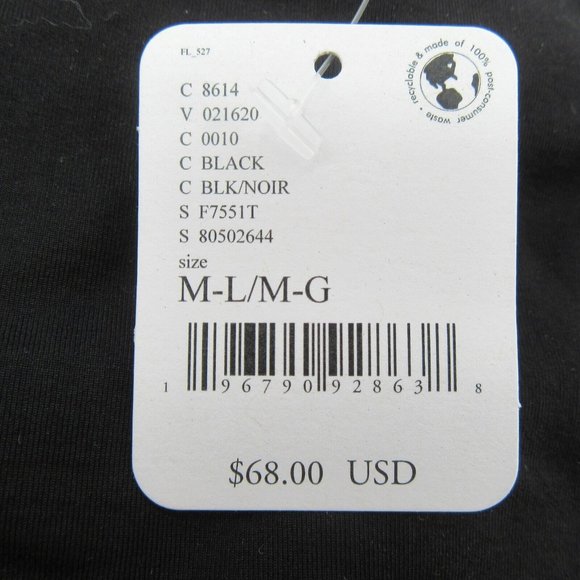 FL_527
recyclable & made of 100% post-consumer waste •
C 8614
V 021620
C 0010
C BLACK
C BLK/NOIR
S F7551T
S 80502644
size
M-L/M-G
1 96790 92863 8
$68.00 USD